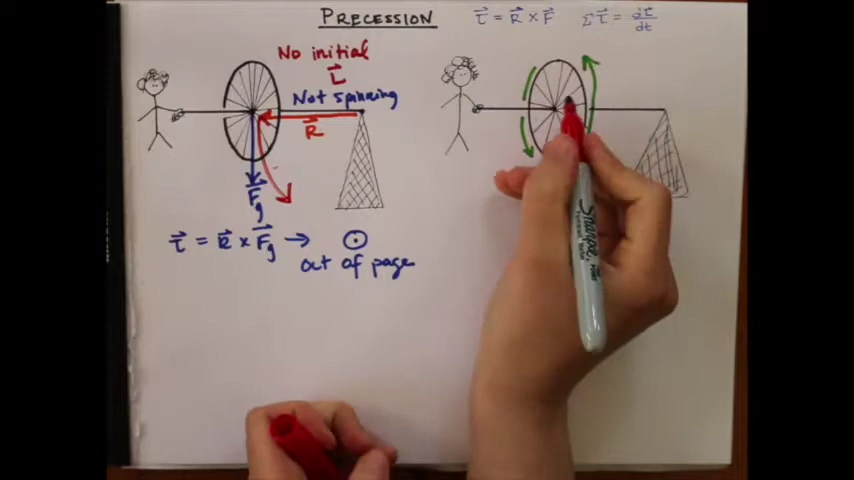 PRECESSION
τ⃗ = R⃗ × F⃗   Στ⃗ = dL⃗/dt
No initial
L⃗
Not spinning
R⃗
F⃗g
τ⃗ = R⃗ × F⃗g → ⊙
out of page
Sharpie